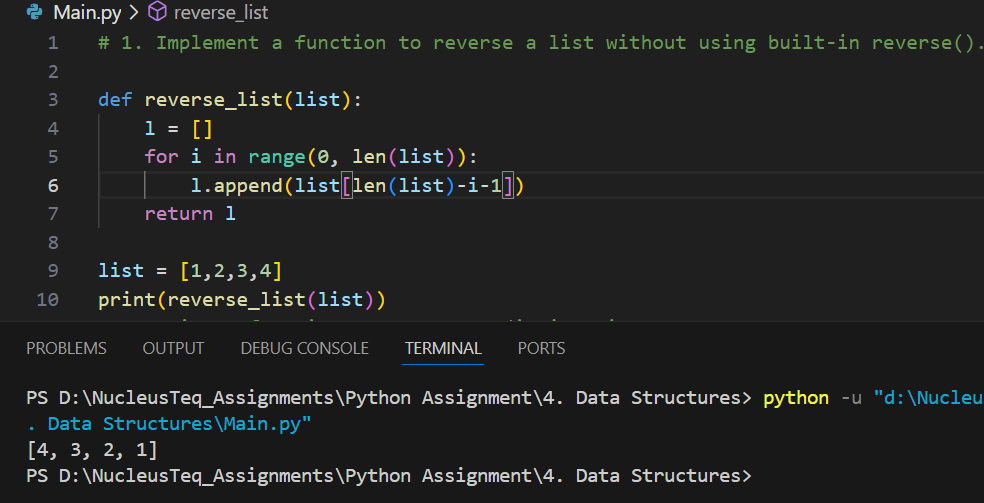 Main.py > reverse_list
1 # 1. Implement a function to reverse a list without using built-in reverse().
2
3 def reverse_list(list):
4     l = []
5     for i in range(0, len(list)):
6         l.append(list[len(list)-i-1])
7     return l
8
9 list = [1,2,3,4]
10 print(reverse_list(list))
PROBLEMS OUTPUT DEBUG CONSOLE TERMINAL PORTS
PS D:\NucleusTeq_Assignments\Python Assignment\4. Data Structures> python -u "d:\Nucleu
. Data Structures\Main.py"
[4, 3, 2, 1]
PS D:\NucleusTeq_Assignments\Python Assignment\4. Data Structures>